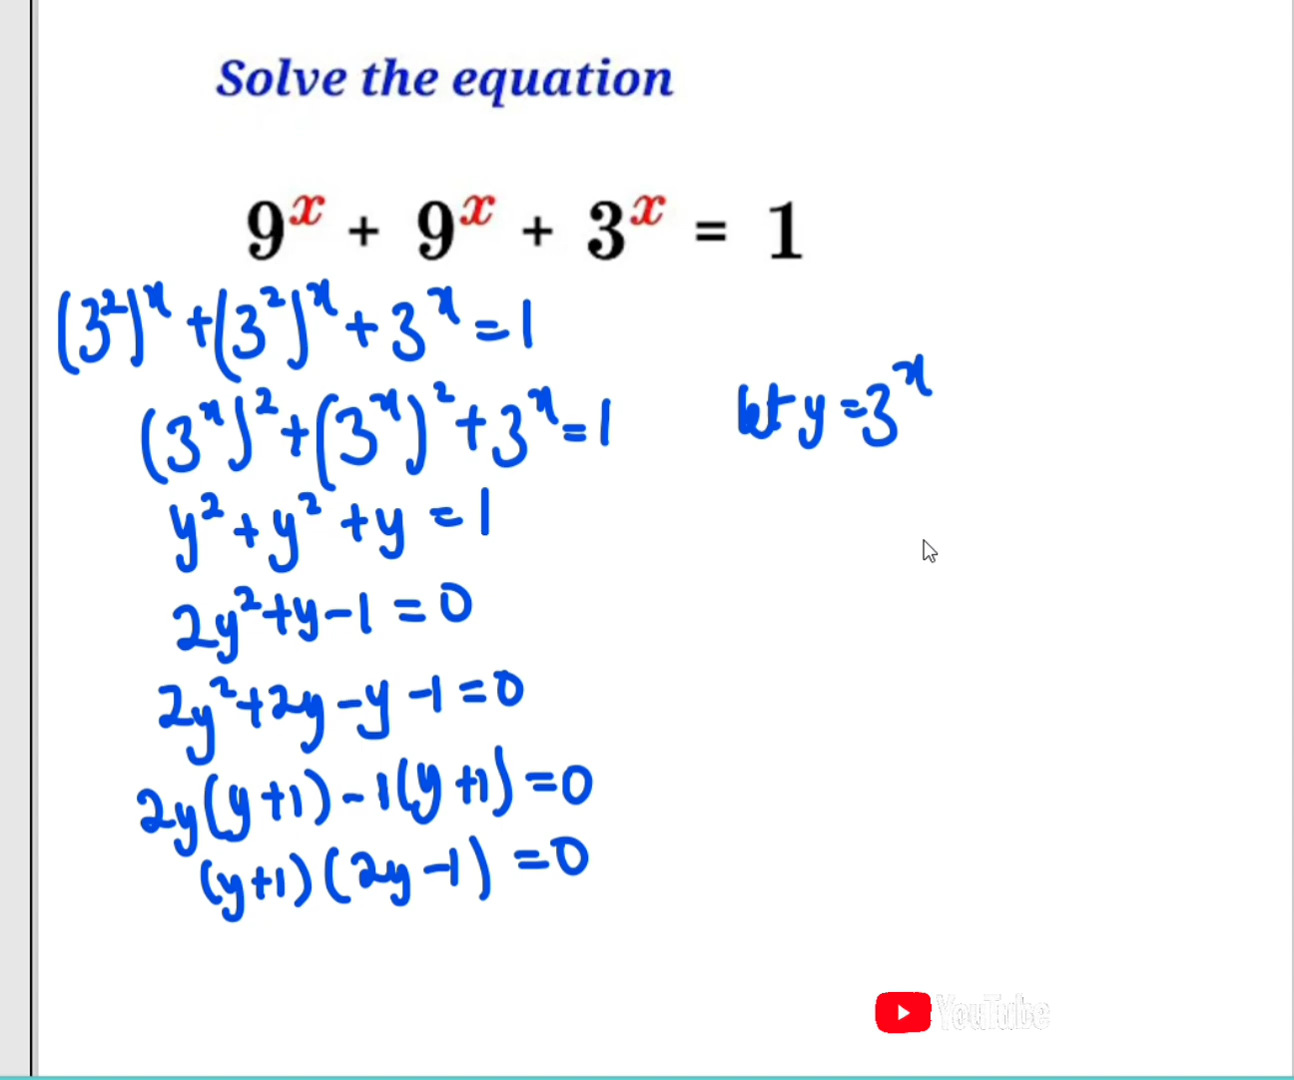 Solve the equation
9^x + 9^x + 3^x = 1
(3^2)^x + (3^2)^x + 3^x = 1
(3^x)^2 + (3^x)^2 + 3^x = 1
let y = 3^x
y^2 + y^2 + y = 1
2y^2 + y - 1 = 0
2y^2 + 2y - y - 1 = 0
2y(y+1) - 1(y+1) = 0
(y+1)(2y-1) = 0
YouTube